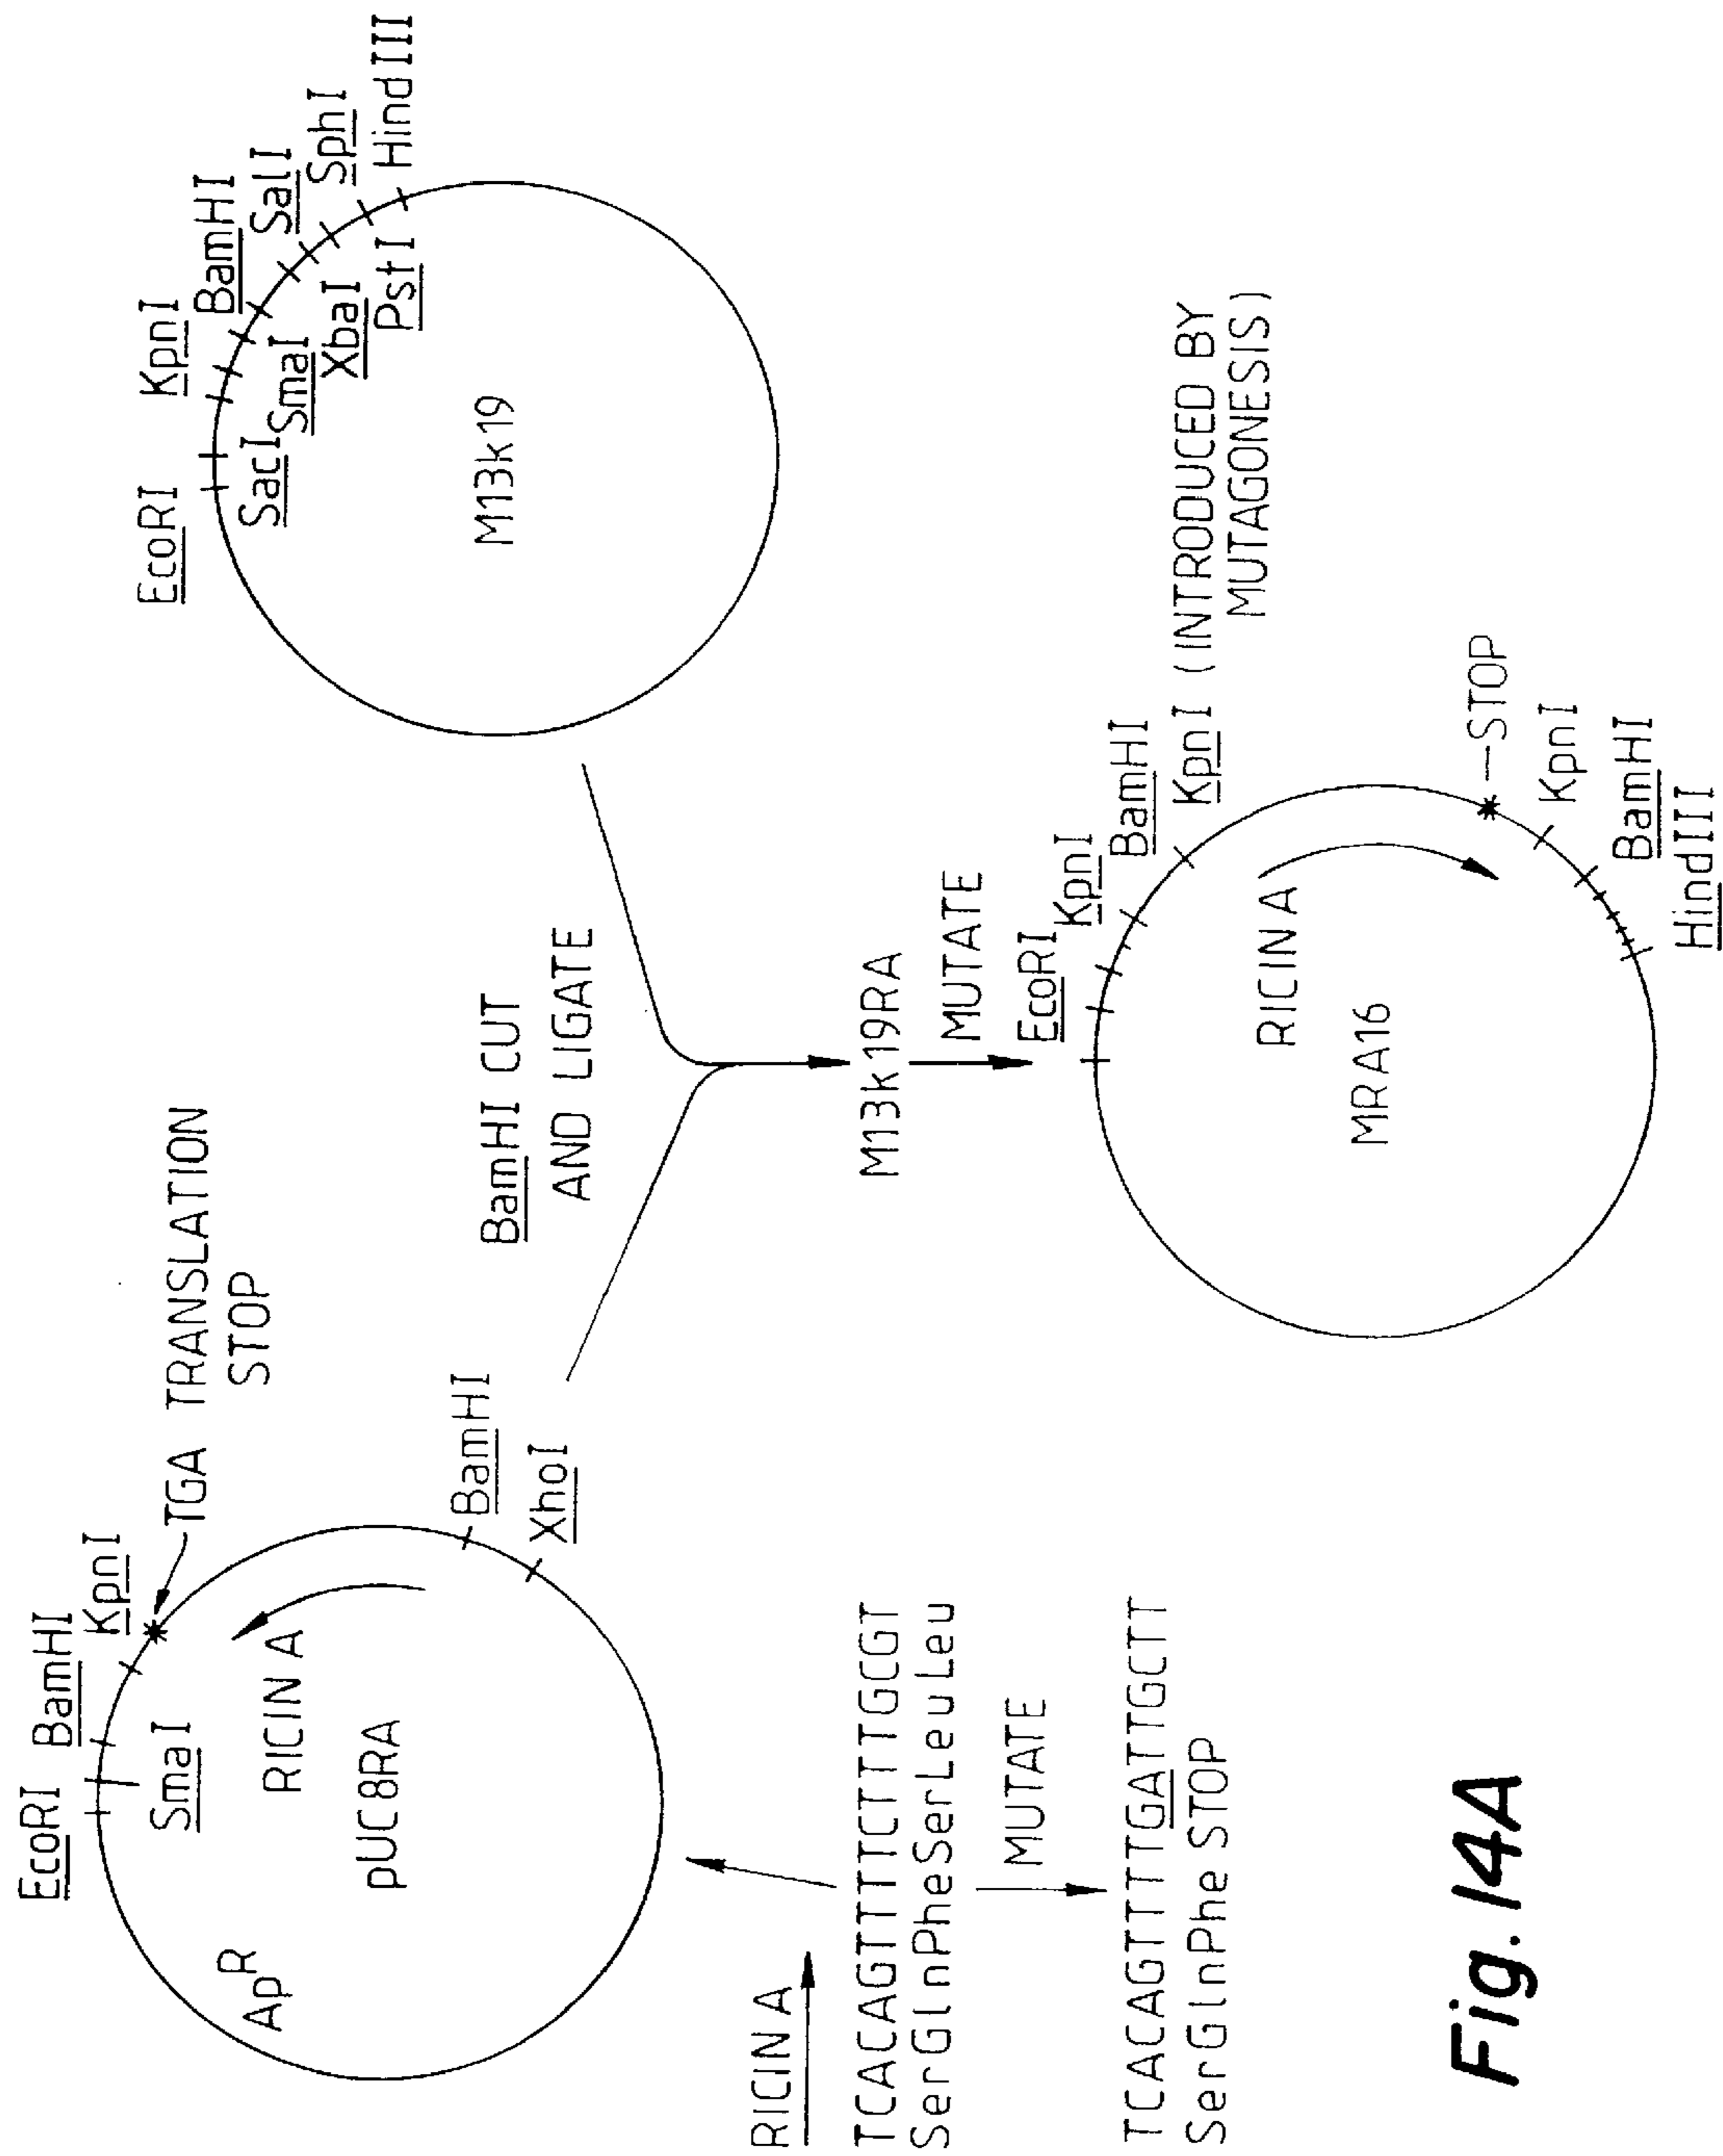 EcoRI
BamHI
KpnI
SmaI
TGA TRANSLATION
STOP
RICIN A
pUC8RA
ApR
BamHI
XhoI
RICIN A
TCACAGTTTTCTTTGCGT
SerGlnPheSerLeuLeu
MUTATE
TCACAGTTTTGATTGCTT
SerGlnPheSTOP
EcoRI
KpnI
BamHI
SalI
SphI
HindIII
SacI
SmaI
XbaI
PstI
M13k19
BamHI CUT
AND LIGATE
M13k19RA
MUTATE
EcoRI
KpnI
BamHI
KpnI (INTRODUCED BY
MUTAGONESIS)
RICIN A
MRA16
STOP
KpnI
BamHI
HindIII
Fig. 14A